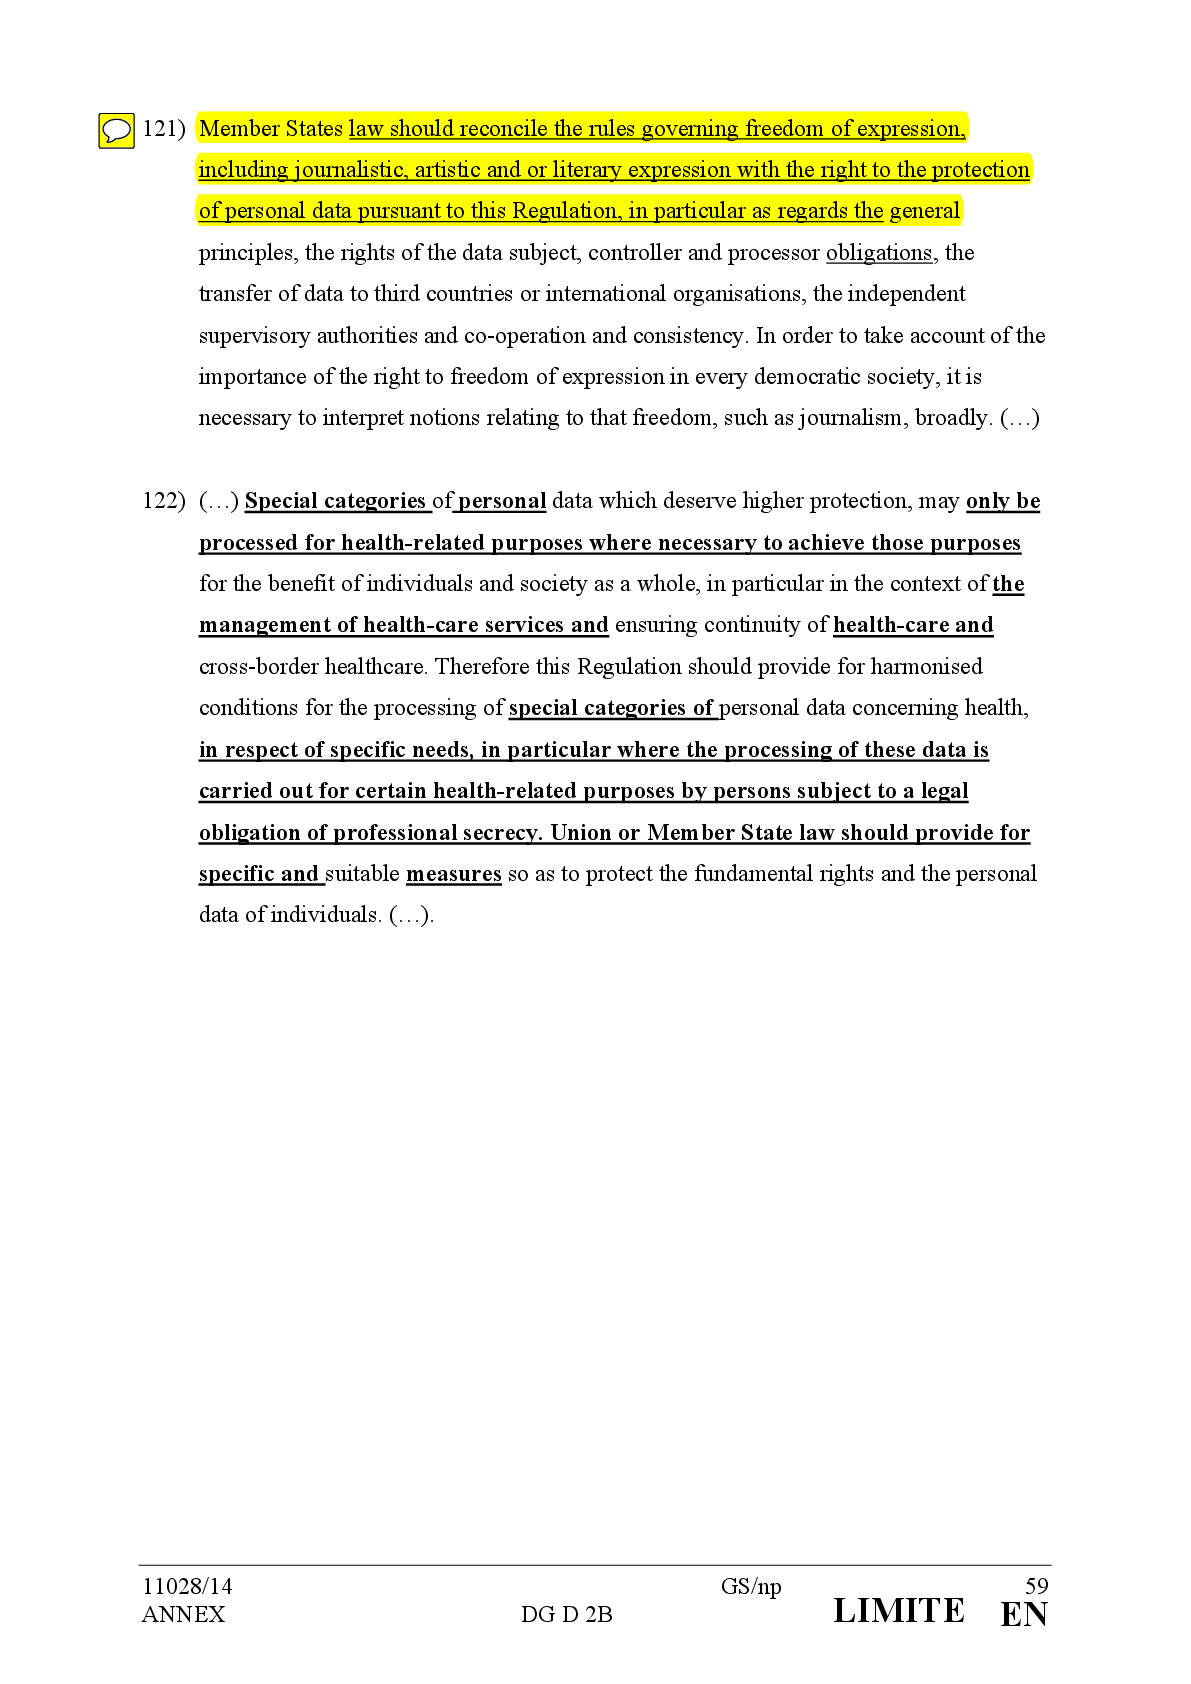 121) Member States law should reconcile the rules governing freedom of expression,
including journalistic, artistic and or literary expression with the right to the protection
of personal data pursuant to this Regulation, in particular as regards the general
principles, the rights of the data subject, controller and processor obligations, the
transfer of data to third countries or international organisations, the independent
supervisory authorities and co-operation and consistency. In order to take account of the
importance of the right to freedom of expression in every democratic society, it is
necessary to interpret notions relating to that freedom, such as journalism, broadly. (…)
122) (…) Special categories of personal data which deserve higher protection, may only be
processed for health-related purposes where necessary to achieve those purposes
for the benefit of individuals and society as a whole, in particular in the context of the
management of health-care services and ensuring continuity of health-care and
cross-border healthcare. Therefore this Regulation should provide for harmonised
conditions for the processing of special categories of personal data concerning health,
in respect of specific needs, in particular where the processing of these data is
carried out for certain health-related purposes by persons subject to a legal
obligation of professional secrecy. Union or Member State law should provide for
specific and suitable measures so as to protect the fundamental rights and the personal
data of individuals. (…).
11028/14 GS/np 59
ANNEX DG D 2B LIMITE EN